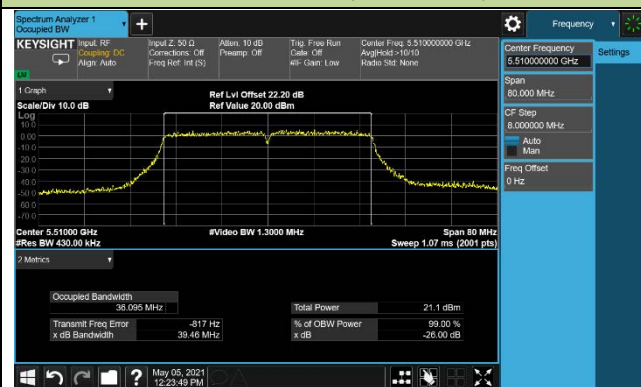 Spectrum Analyzer 1
Occupied BW
+
Frequency
KEYSIGHT
Input: RF
Coupling: DC
Align: Auto
Input Z: 50 Ω
Corrections: Off
Freq Ref: Int (S)
Atten: 10 dB
Preamp: Off
Trig: Free Run
Gate: Off
#IF Gain: Low
Center Freq: 5.510000000 GHz
Avg|Hold:>10/10
Radio Std: None
Center Frequency
5.510000000 GHz
Settings
Span
80.000 MHz
CF Step
8.000000 MHz
Auto
Man
Freq Offset
0 Hz
1 Graph
Scale/Div 10.0 dB
Ref Lvl Offset 22.20 dB
Ref Value 20.00 dBm
Log
10.0
0.00
-10.0
-20.0
-30.0
-40.0
-50.0
-60.0
-70.0
Center 5.51000 GHz
#Res BW 430.00 kHz
#Video BW 1.3000 MHz
Span 80 MHz
Sweep 1.07 ms (2001 pts)
2 Metrics
Occupied Bandwidth
36.095 MHz
Total Power
21.1 dBm
Transmit Freq Error
-817 Hz
% of OBW Power
99.00 %
x dB Bandwidth
39.46 MHz
x dB
-26.00 dB
?
May 05, 2021
12:23:49 PM